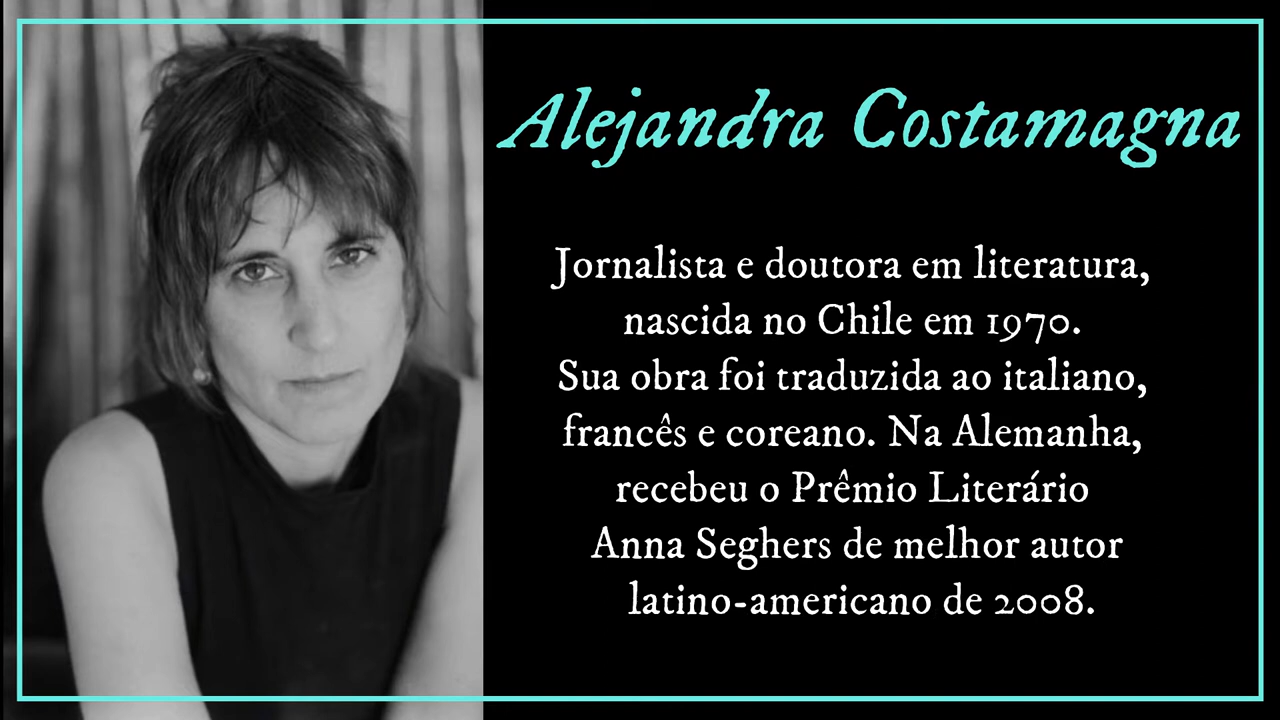 Alejandra Costamagna
Jornalista e doutora em literatura,
nascida no Chile em 1970.
Sua obra foi traduzida ao italiano,
francês e coreano. Na Alemanha,
recebeu o Prêmio Literário
Anna Seghers de melhor autor
latino-americano de 2008.